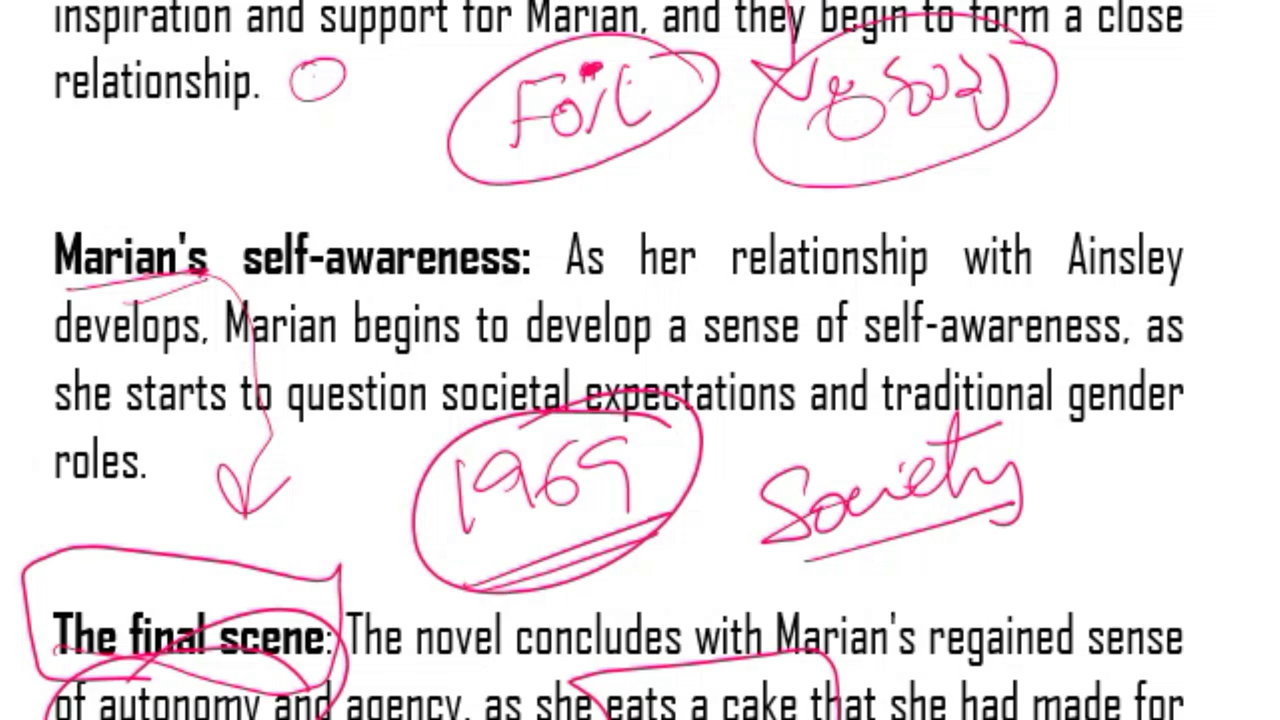 inspiration and support for Marian, and they begin to form a close
relationship.
Marian's self-awareness: As her relationship with Ainsley
develops, Marian begins to develop a sense of self-awareness, as
she starts to question societal expectations and traditional gender
roles.
1969
Society
The final scene: The novel concludes with Marian's regained sense
of autonomy and agency, as she eats a cake that she had made for